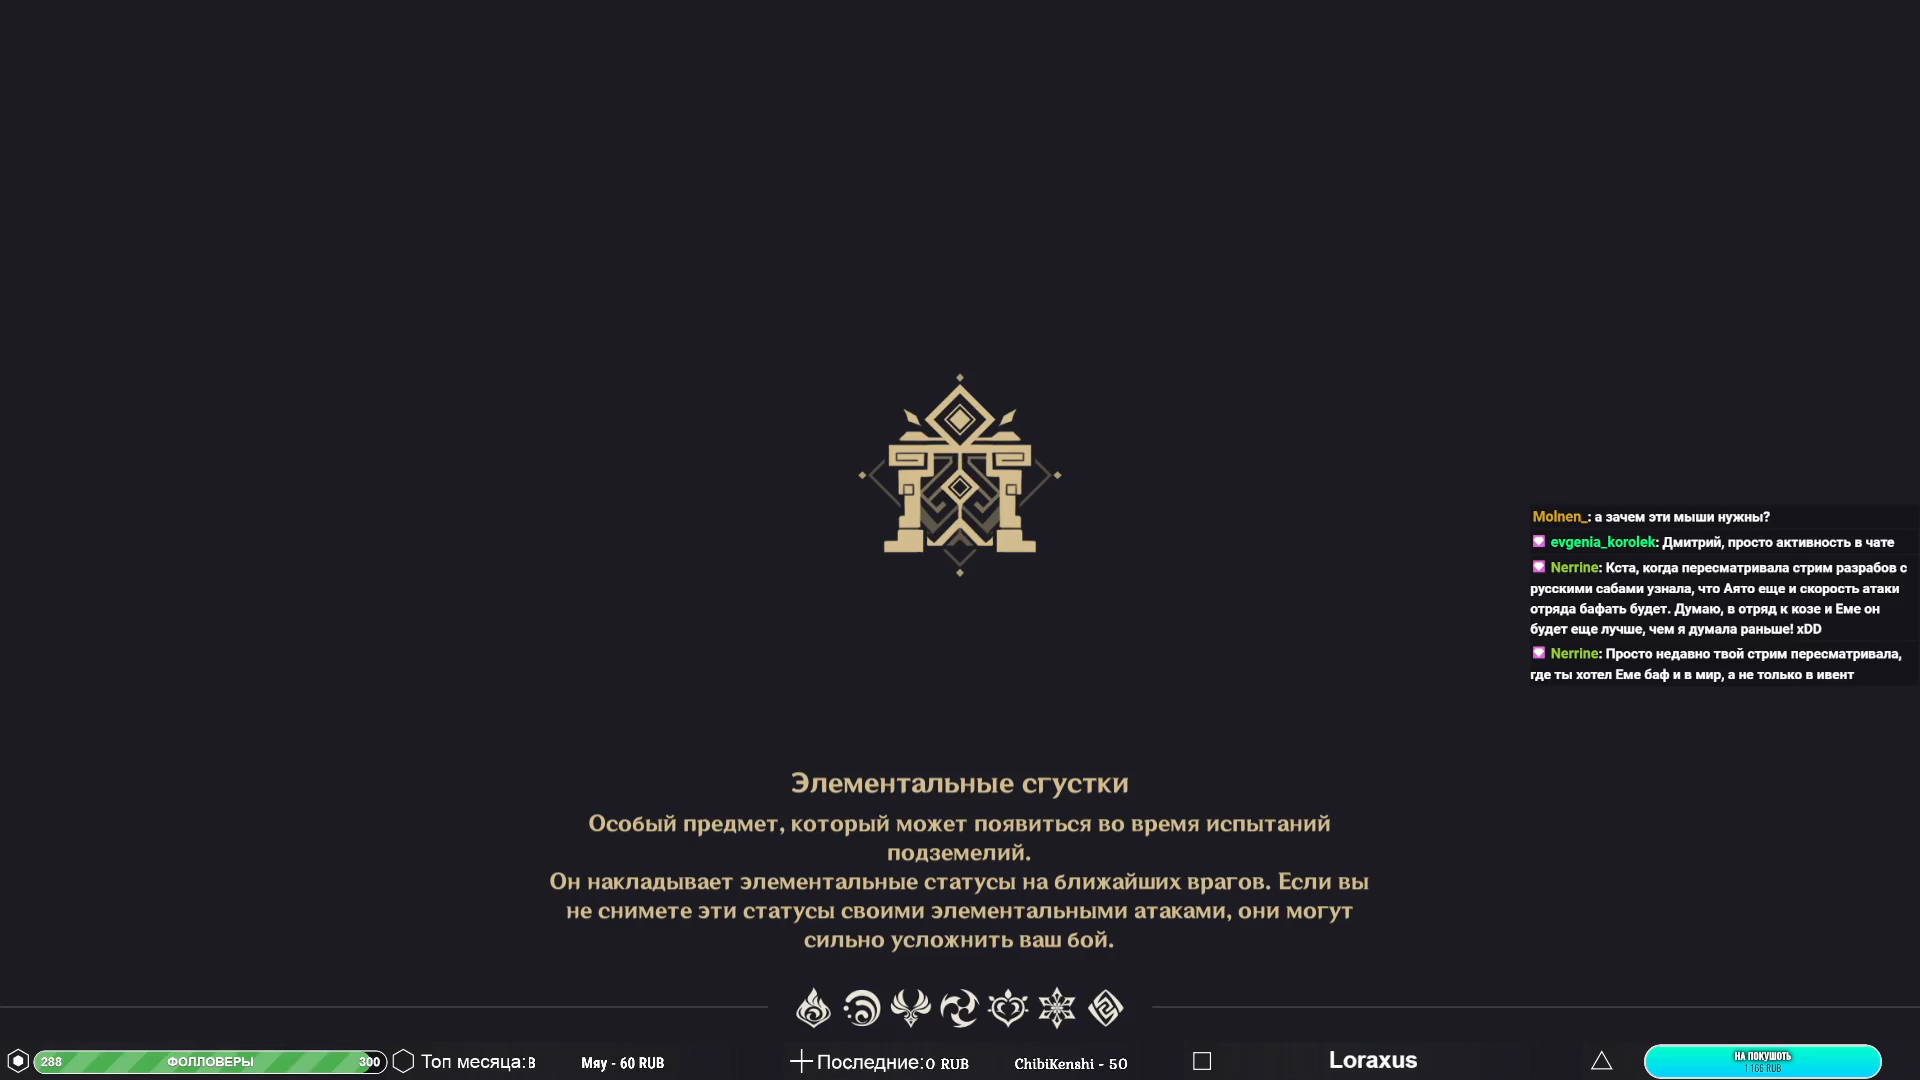 Molnen_: а зачем эти мыши нужны?
evgenia_korolek: Дмитрий, просто активность в чате
Nerrine: Кста, когда пересматривала стрим разрабов с
русскими сабами узнала, что Аято еще и скорость атаки
отряда бафать будет. Думаю, в отряд к козе и Еме он
будет еще лучше, чем я думала раньше! xDD
Nerrine: Просто недавно твой стрим пересматривала,
где ты хотел Еме баф и в мир, а не только в ивент
Элементальные сгустки
Особый предмет, который может появиться во время испытаний
подземелий.
Он накладывает элементальные статусы на ближайших врагов. Если вы
не снимете эти статусы своими элементальными атаками, они могут
сильно усложнить ваш бой.
288 ФОЛЛОВЕРЫ 300 Топ месяца:В Мяу - 60 RUB Последние:0 RUB ChibiKenshi - 50 Loraxus НА ПОКУШОТЬ
1 166 RUB